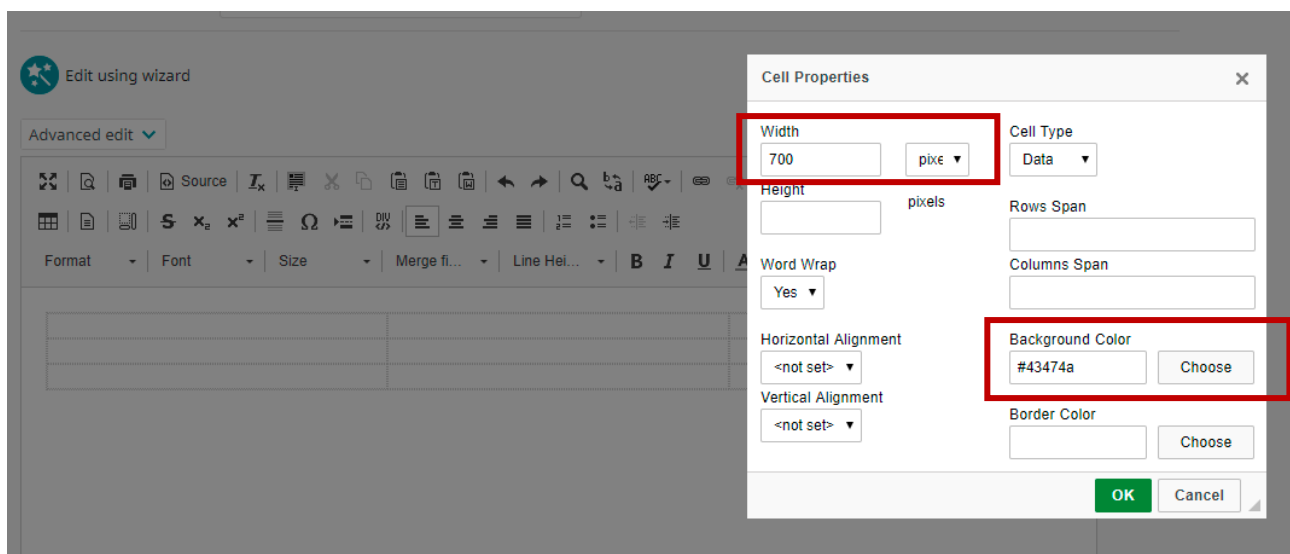 Edit using wizard
Advanced edit
Source
Format Font Size Merge fi... Line Hei... B I U A
Cell Properties
Width
700 pixe
Height
pixels
Word Wrap
Yes
Horizontal Alignment
<not set>
Vertical Alignment
<not set>
Cell Type
Data
Rows Span
Columns Span
Background Color
#43474a Choose
Border Color
Choose
OK Cancel